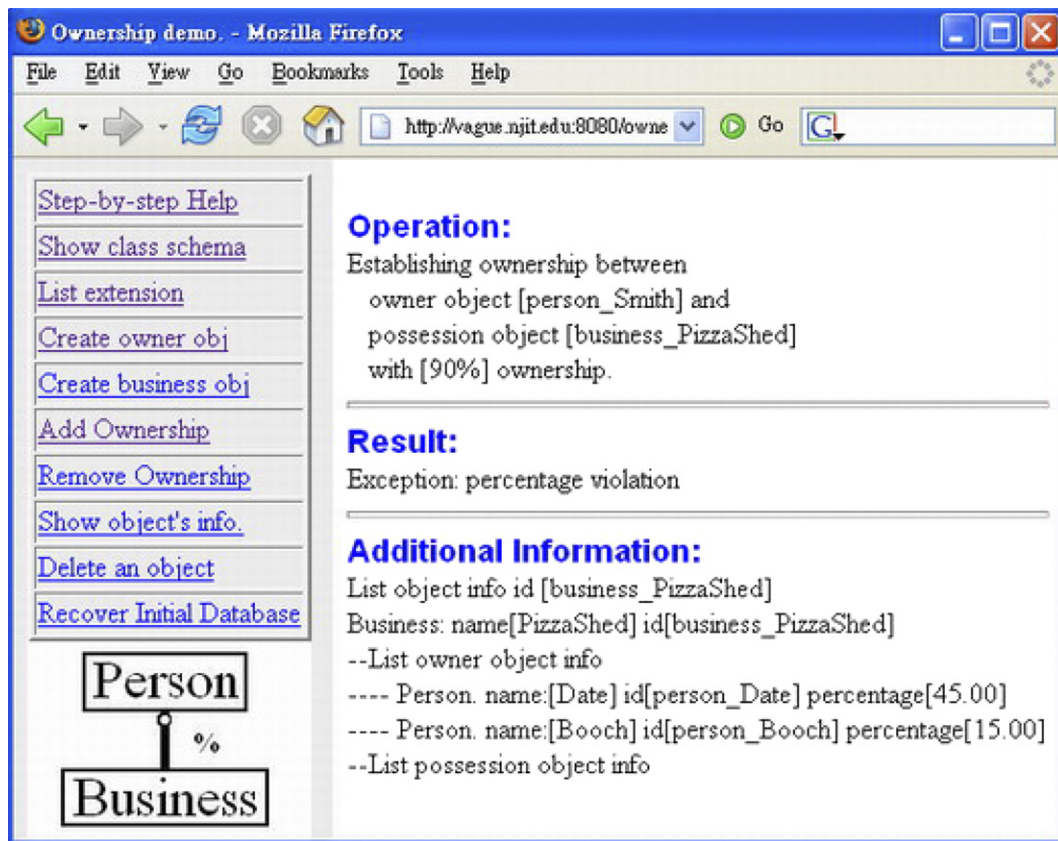 Ownership demo. - Mozilla Firefox
File Edit View Go Bookmarks Tools Help
http://vague.njit.edu:8080/owne Go G
Step-by-step Help
Show class schema
List extension
Create owner obj
Create business obj
Add Ownership
Remove Ownership
Show object's info.
Delete an object
Recover Initial Database
Person
%
Business
Operation:
Establishing ownership between
owner object [person_Smith] and
possession object [business_PizzaShed]
with [90%] ownership.
Result:
Exception: percentage violation
Additional Information:
List object info id [business_PizzaShed]
Business: name[PizzaShed] id[business_PizzaShed]
--List owner object info
---- Person. name:[Date] id[person_Date] percentage[45.00]
---- Person. name:[Booch] id[person_Booch] percentage[15.00]
--List possession object info